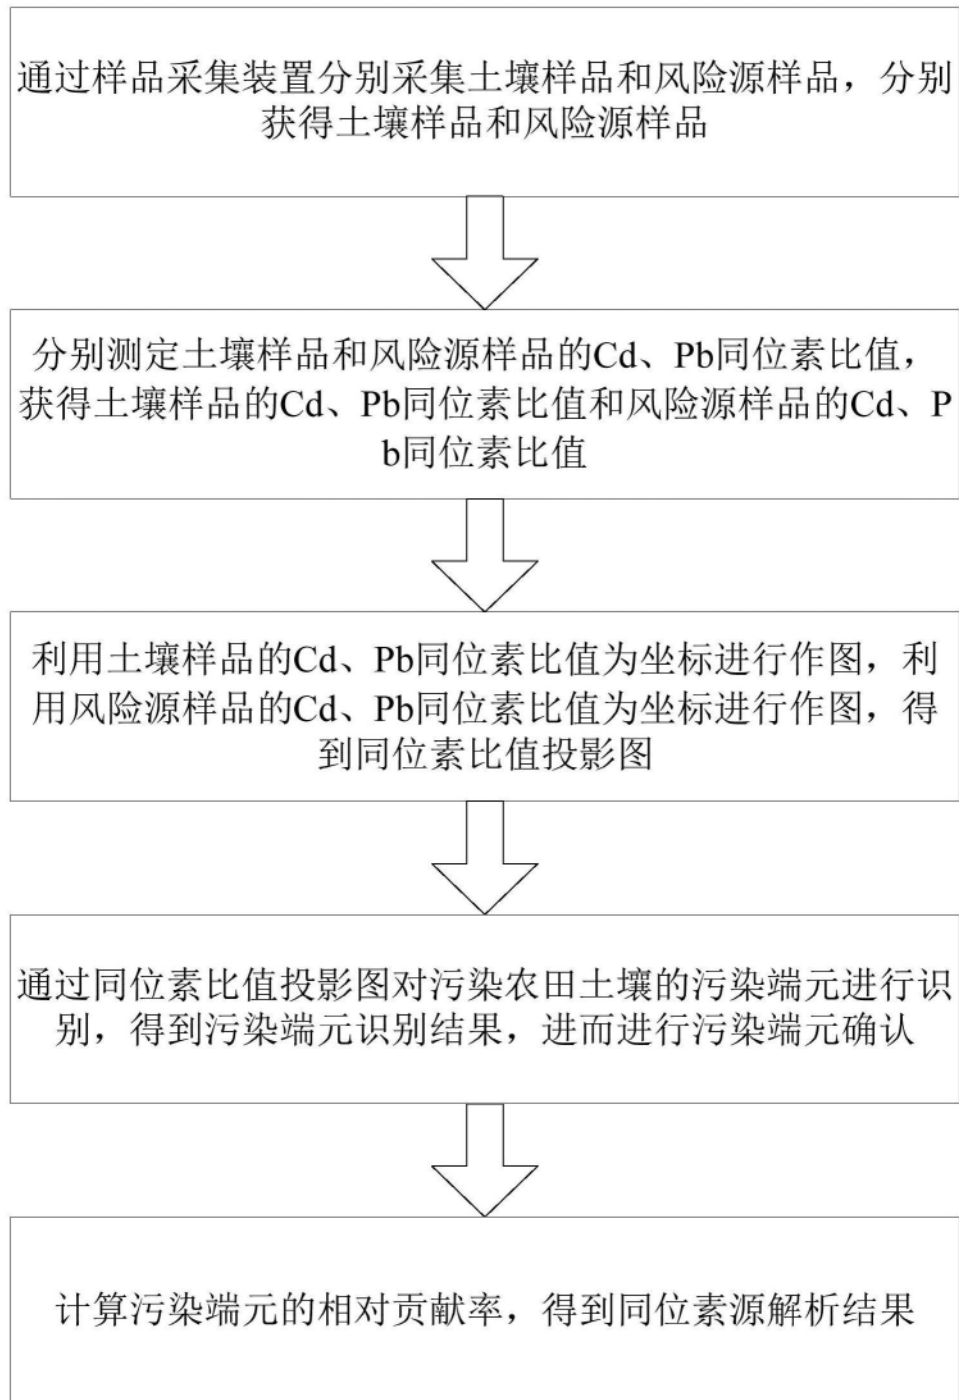 通过样品采集装置分别采集土壤样品和风险源样品，分别
获得土壤样品和风险源样品
分别测定土壤样品和风险源样品的Cd、Pb同位素比值，
获得土壤样品的Cd、Pb同位素比值和风险源样品的Cd、P
b同位素比值
利用土壤样品的Cd、Pb同位素比值为坐标进行作图，利
用风险源样品的Cd、Pb同位素比值为坐标进行作图，得
到同位素比值投影图
通过同位素比值投影图对污染农田土壤的污染端元进行识
别，得到污染端元识别结果，进而进行污染端元确认
计算污染端元的相对贡献率，得到同位素源解析结果